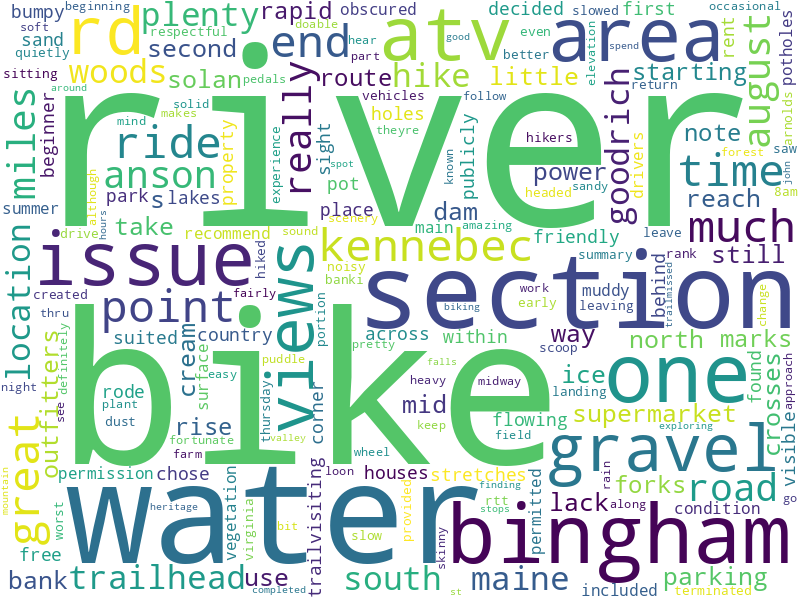 bumpy beginning plenty rapid obscured decided slowed first occasional
soft doable
respectful hear good even
rd quietly second end part atv better area elevation spend potholes
sand
sitting woods solan route hike little starting
pedals vehicles follow return
around
plant solid mind makes holes theyre
miles beginner ride really sight publicly goodrich drivers note august arnolds
river
hikers saw
forest
anson property experience pot spot known power sandy time john 8am
although park s lakes place dam headed reach
summer drive hours take recommend scenery main amazing friendly leave rank much
sound
location issue hiked noisy kennebec summary still
banki early muddy behind trailmissed
created fairly portion biking work leaving section change
thru point views
night suited country across within way north marks
bike
definitely puddle pretty scoop
see rode surface easy thursday corner falls midway ice landing found crosses visible approach
outfitters cream heavy one
plant dust rise wheel keep flowing supermarket
fortunate valley field exploring
great farm mid gravel
mountain chose loon houses lack forks road go
permission vegetation trailvisiting stretches finding rtt permitted rain along condition
worst water heritage virginia bit provided stops bingham
free slow skinny
bank trailhead use south maine included parking
completed st terminated